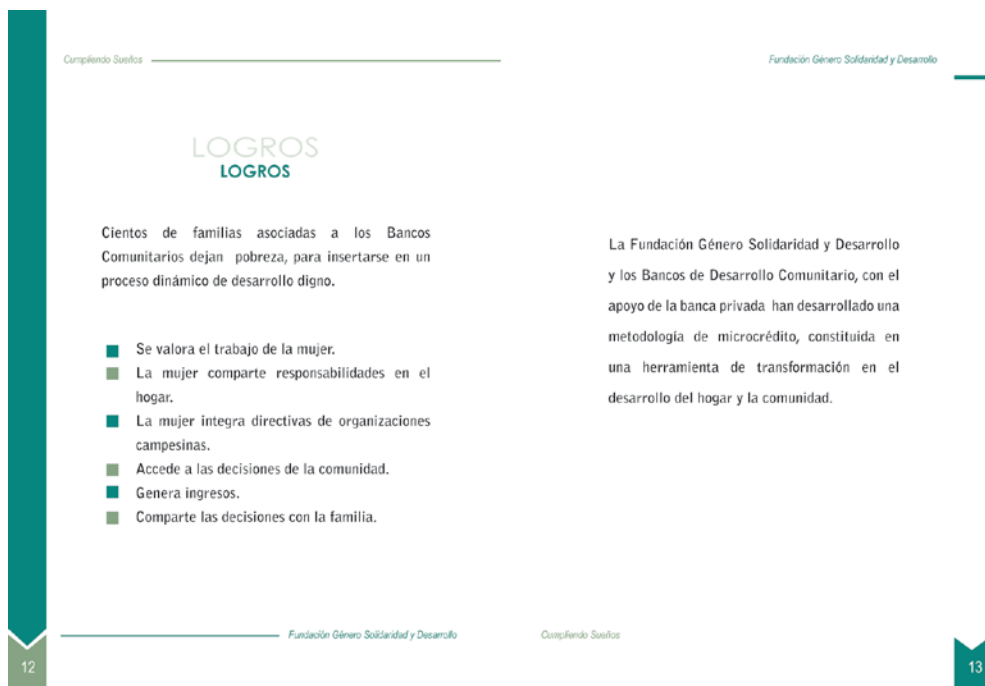 Cumpliendo Sueños
Fundación Género Solidaridad y Desarrollo
LOGROS
LOGROS
Cientos de familias asociadas a los Bancos
Comunitarios dejan pobreza, para insertarse en un
proceso dinámico de desarrollo digno.
Se valora el trabajo de la mujer.
La mujer comparte responsabilidades en el
hogar.
La mujer integra directivas de organizaciones
campesinas.
Accede a las decisiones de la comunidad.
Genera ingresos.
Comparte las decisiones con la familia.
La Fundación Género Solidaridad y Desarrollo
y los Bancos de Desarrollo Comunitario, con el
apoyo de la banca privada han desarrollado una
metodología de microcrédito, constituida en
una herramienta de transformación en el
desarrollo del hogar y la comunidad.
Fundación Género Solidaridad y Desarrollo
Cumpliendo Sueños
12
13